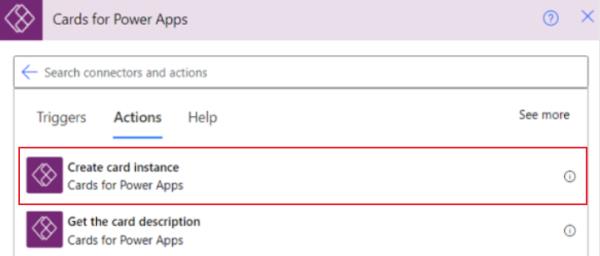 Cards for Power Apps
Search connectors and actions
Triggers Actions Help See more
Create card instance
Cards for Power Apps
Get the card description
Cards for Power Apps